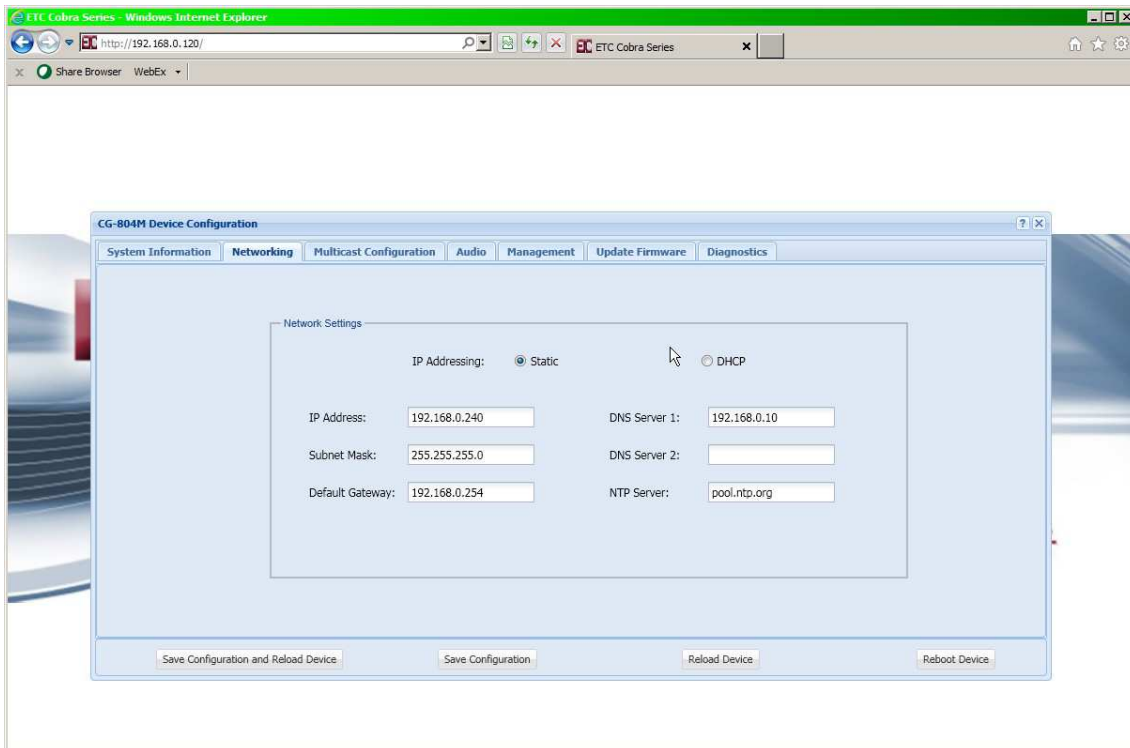 ETC Cobra Series - Windows Internet Explorer
http://192.168.0.120/
ETC Cobra Series
Share Browser WebEx
CG-804M Device Configuration
System Information Networking Multicast Configuration Audio Management Update Firmware Diagnostics
Network Settings
IP Addressing: Static DHCP
IP Address: 192.168.0.240 DNS Server 1: 192.168.0.10
Subnet Mask: 255.255.255.0 DNS Server 2:
Default Gateway: 192.168.0.254 NTP Server: pool.ntp.org
Save Configuration and Reload Device Save Configuration Reload Device Reboot Device